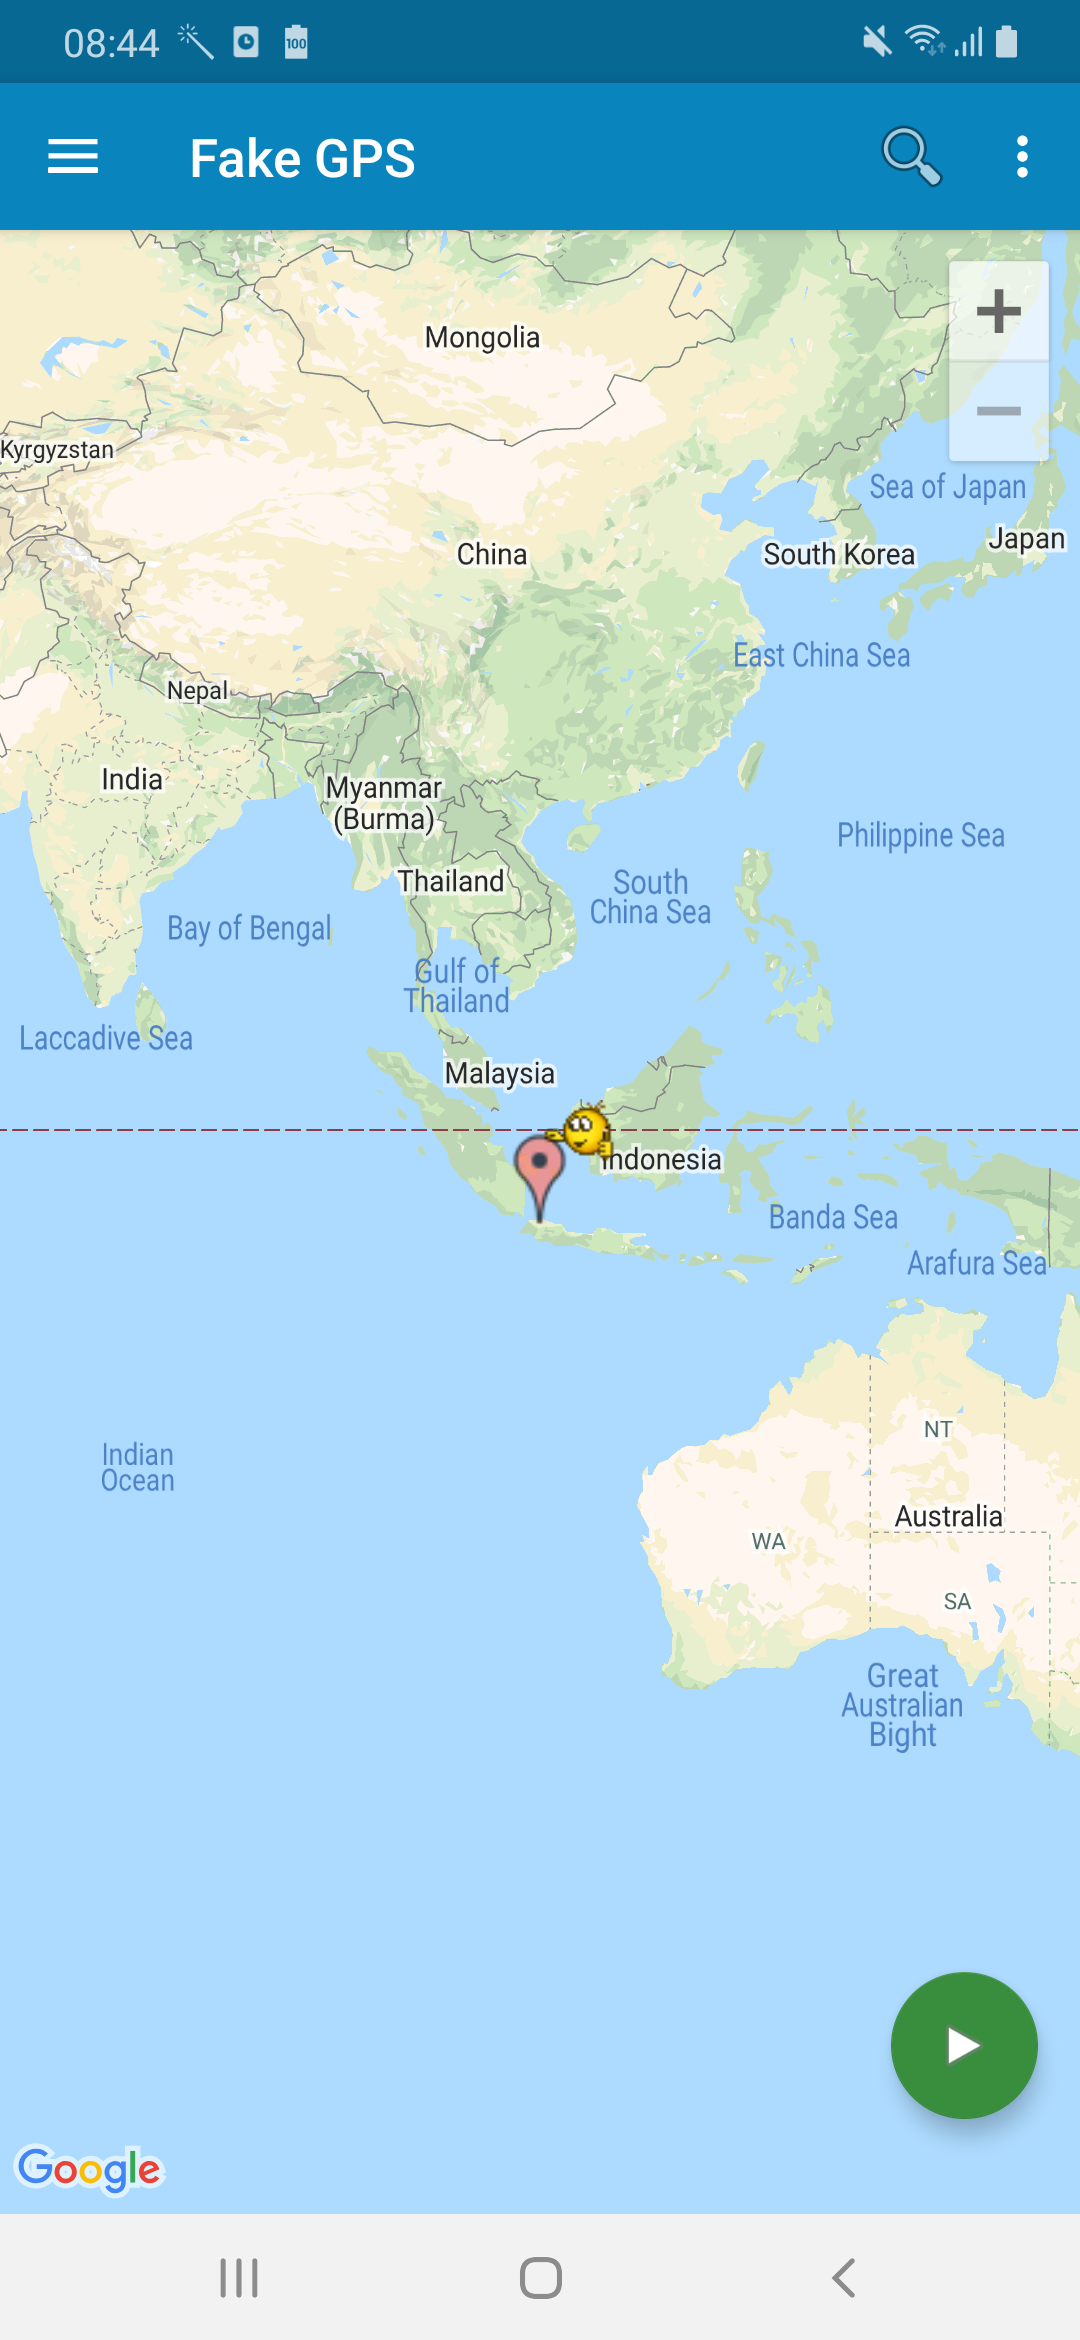 08:44
100
Fake GPS
Mongolia
Kyrgyzstan
Sea of Japan
Japan
China
South Korea
East China Sea
Nepal
India
Myanmar
(Burma)
Philippine Sea
Thailand
South
China Sea
Bay of Bengal
Gulf of
Thailand
Laccadive Sea
Malaysia
Indonesia
Banda Sea
Arafura Sea
NT
Indian
Ocean
Australia
WA
SA
Great
Australian
Bight
Google